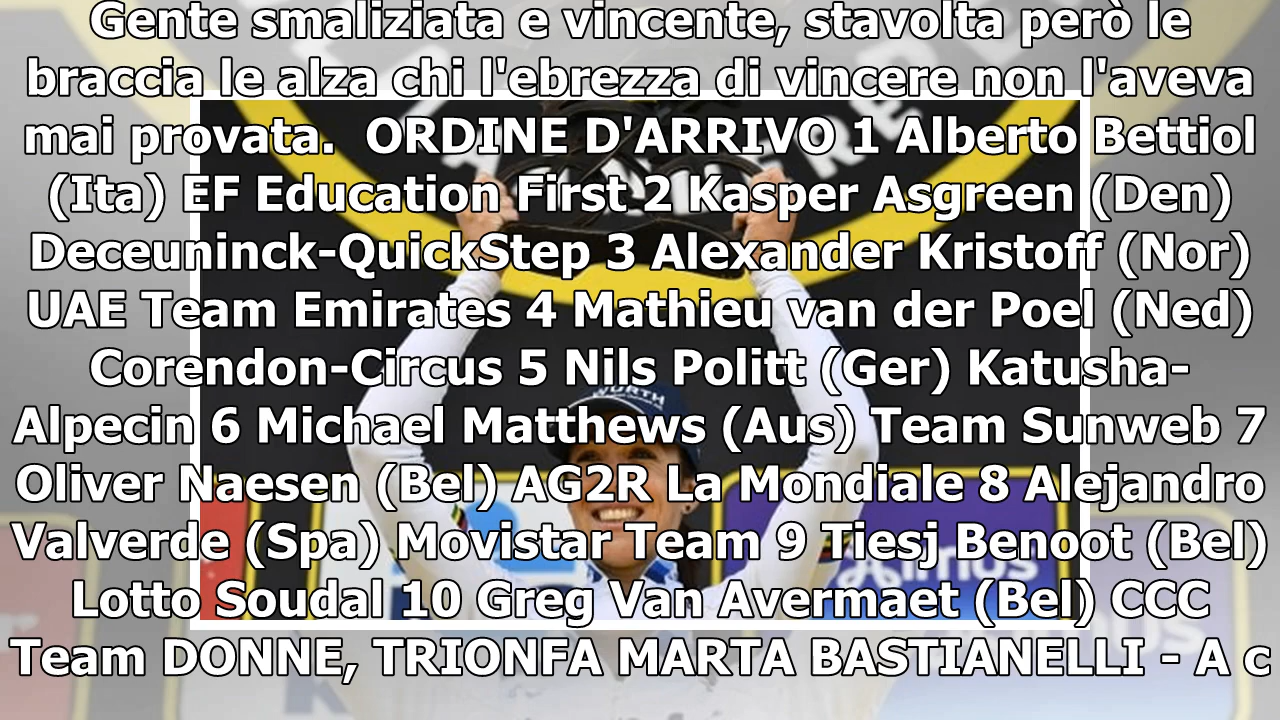 Gente smaliziata e vincente, stavolta però le
braccia le alza chi l'ebrezza di vincere non l'aveva
mai provata.  ORDINE D'ARRIVO 1 Alberto Bettiol
(Ita) EF Education First 2 Kasper Asgreen (Den)
Deceuninck-QuickStep 3 Alexander Kristoff (Nor)
UAE Team Emirates 4 Mathieu van der Poel (Ned)
Corendon-Circus 5 Nils Politt (Ger) Katusha-
Alpecin 6 Michael Matthews (Aus) Team Sunweb 7
Oliver Naesen (Bel) AG2R La Mondiale 8 Alejandro
Valverde (Spa) Movistar Team 9 Tiesj Benoot (Bel)
Lotto Soudal 10 Greg Van Avermaet (Bel) CCC
Team DONNE, TRIONFA MARTA BASTIANELLI - A c
WÜRTH